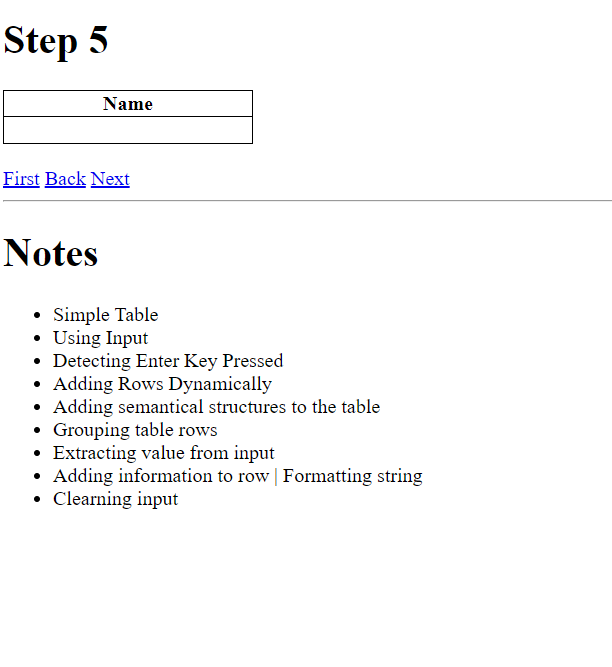 Step 5
Name
First Back Next
Notes
Simple Table
Using Input
Detecting Enter Key Pressed
Adding Rows Dynamically
Adding semantical structures to the table
Grouping table rows
Extracting value from input
Adding information to row | Formatting string
Clearning input